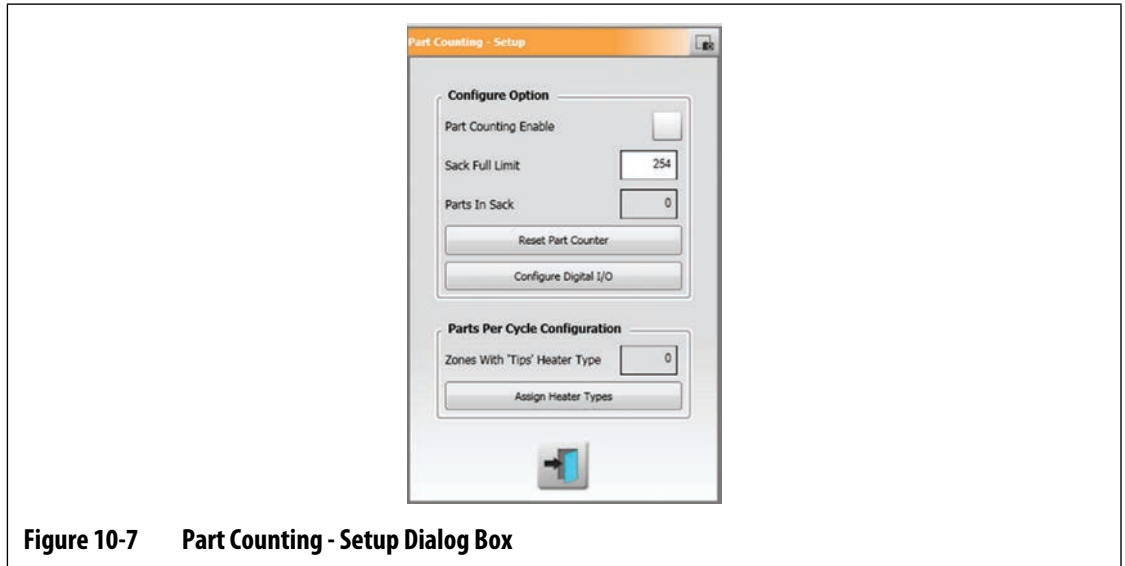 Part Counting - Setup
Configure Option
Part Counting Enable
Sack Full Limit 254
Parts In Sack 0
Reset Part Counter
Configure Digital I/O
Parts Per Cycle Configuration
Zones With 'Tips' Heater Type 0
Assign Heater Types
Figure 10-7 Part Counting - Setup Dialog Box